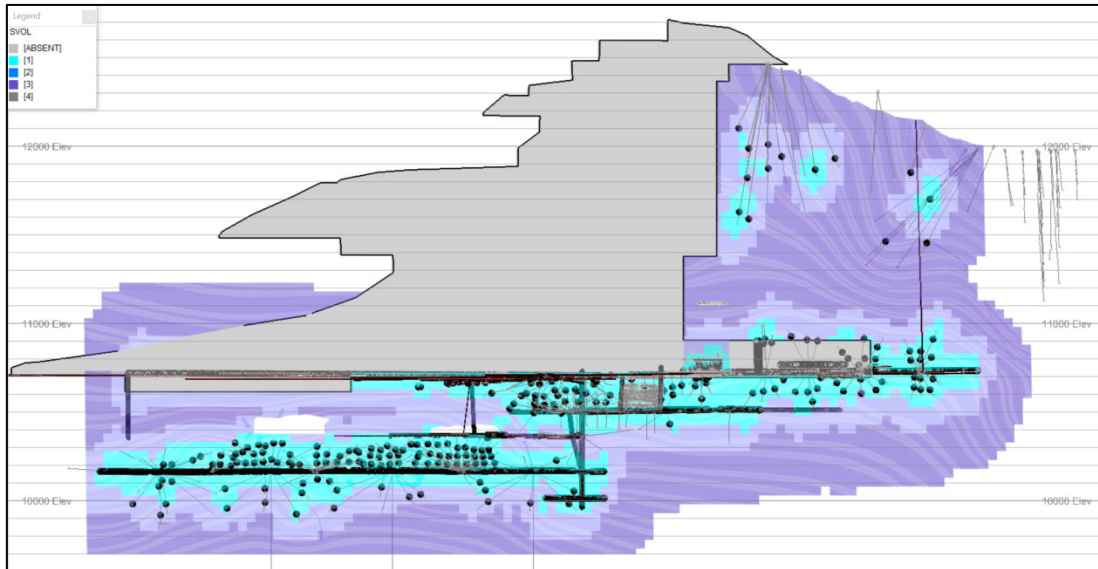 Legend
SVOL
[ABSENT]
[1]
[2]
[3]
[4]
12000 Elev
12000 Elev
11000 Elev
11000 Elev
10000 Elev
10000 Elev